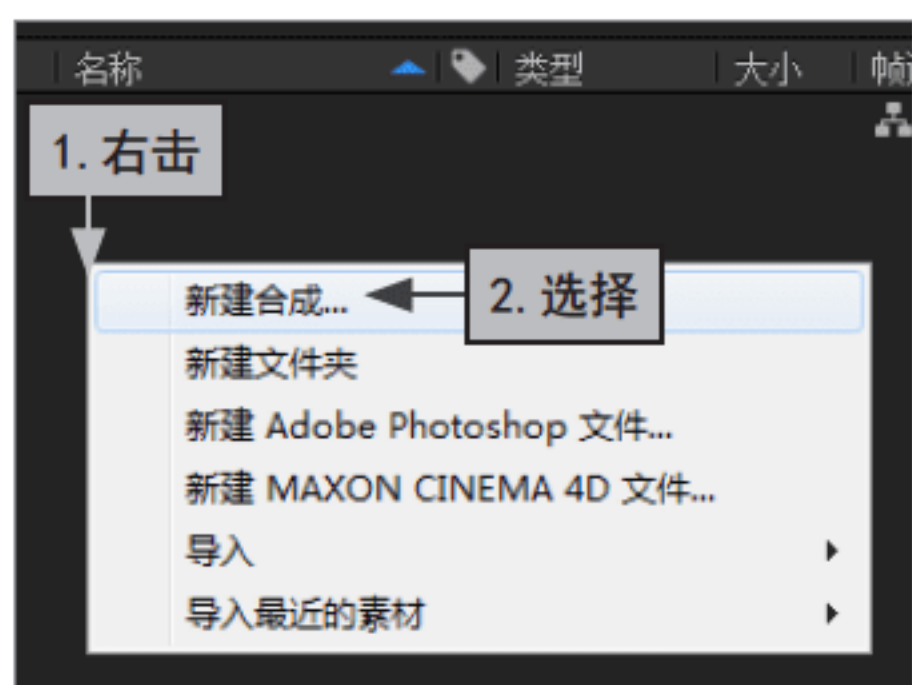 名称 类型 大小 帧
1. 右击
新建合成... 2. 选择
新建文件夹
新建 Adobe Photoshop 文件...
新建 MAXON CINEMA 4D 文件...
导入
导入最近的素材